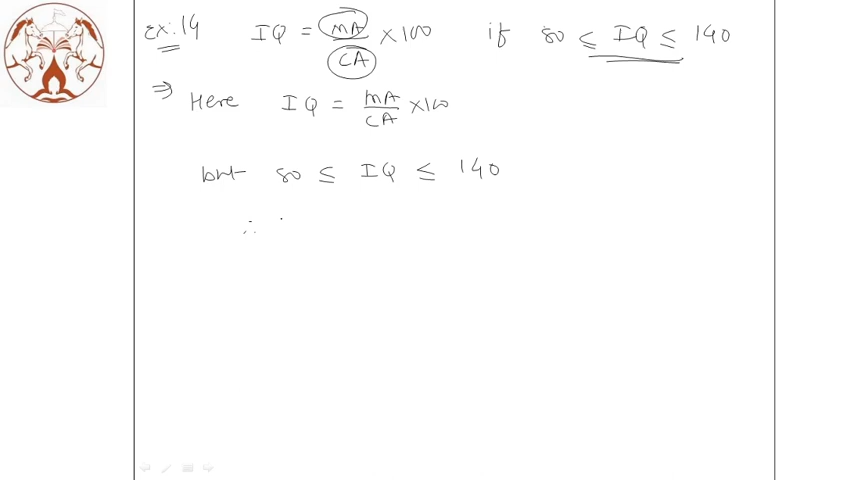 Ex:14 IQ = MA/CA ×100 if 80 ≤ IQ ≤ 140
⇒ Here IQ = MA/CA ×100
but 80 ≤ IQ ≤ 140
∴